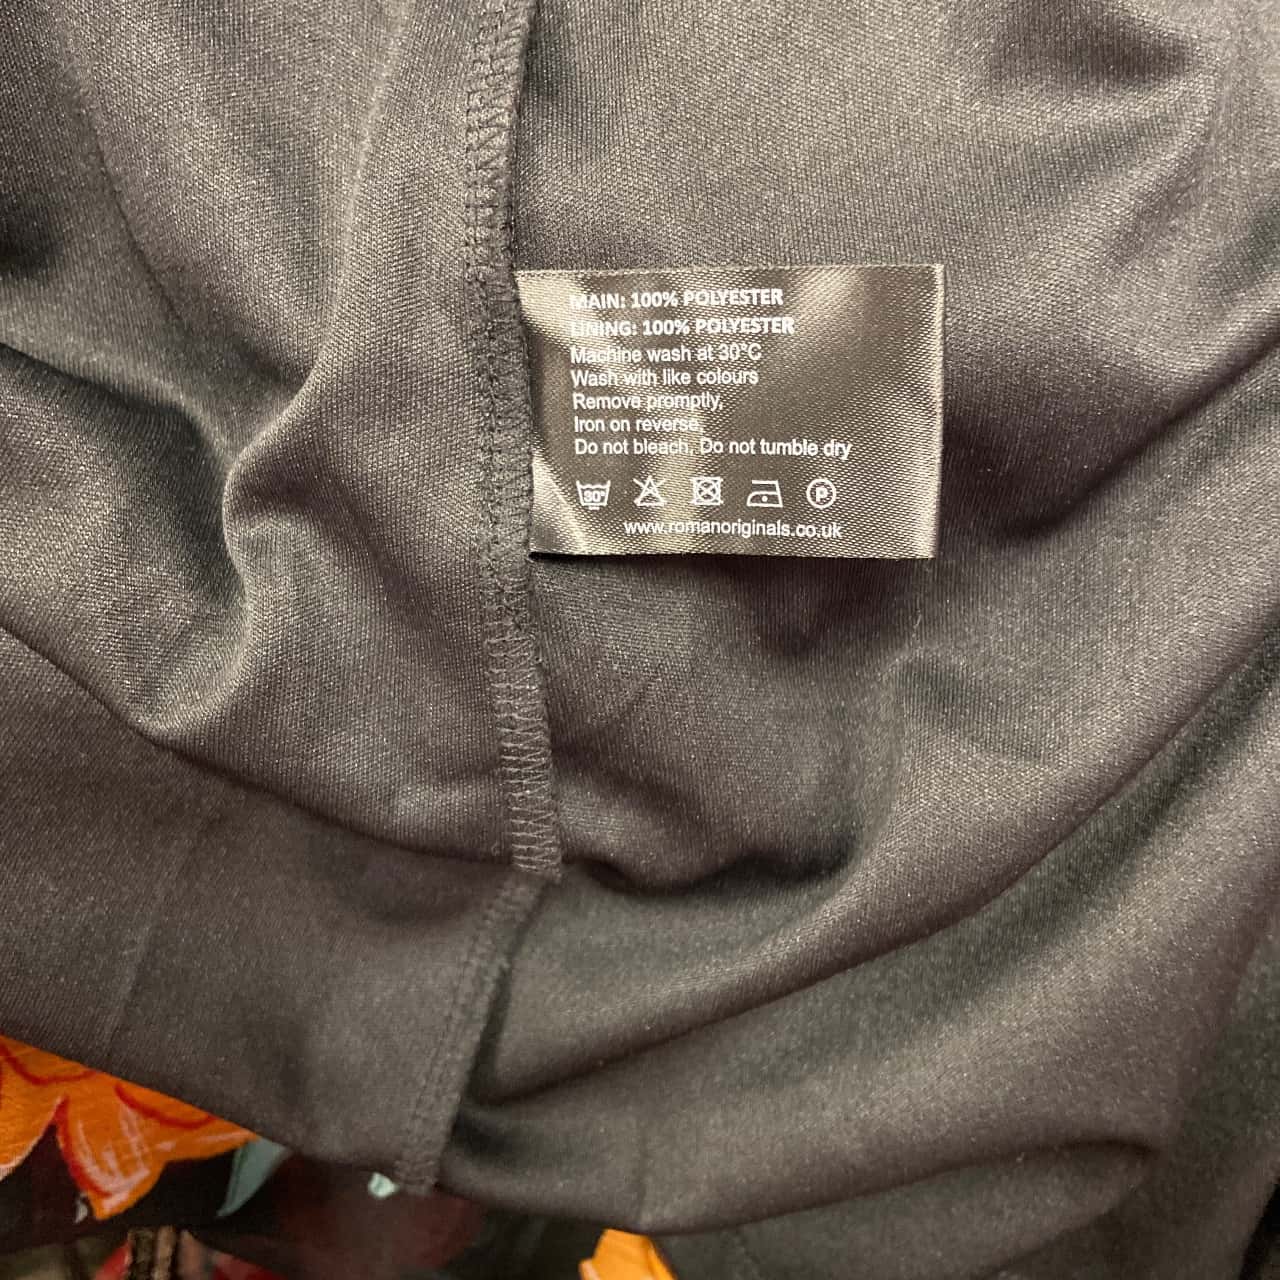 MAIN: 100% POLYESTER
LINING: 100% POLYESTER
Machine wash at 30°C
Wash with like colours
Remove promptly,
Iron on reverse,
Do not bleach, Do not tumble dry
30° P
www.romanoriginals.co.uk